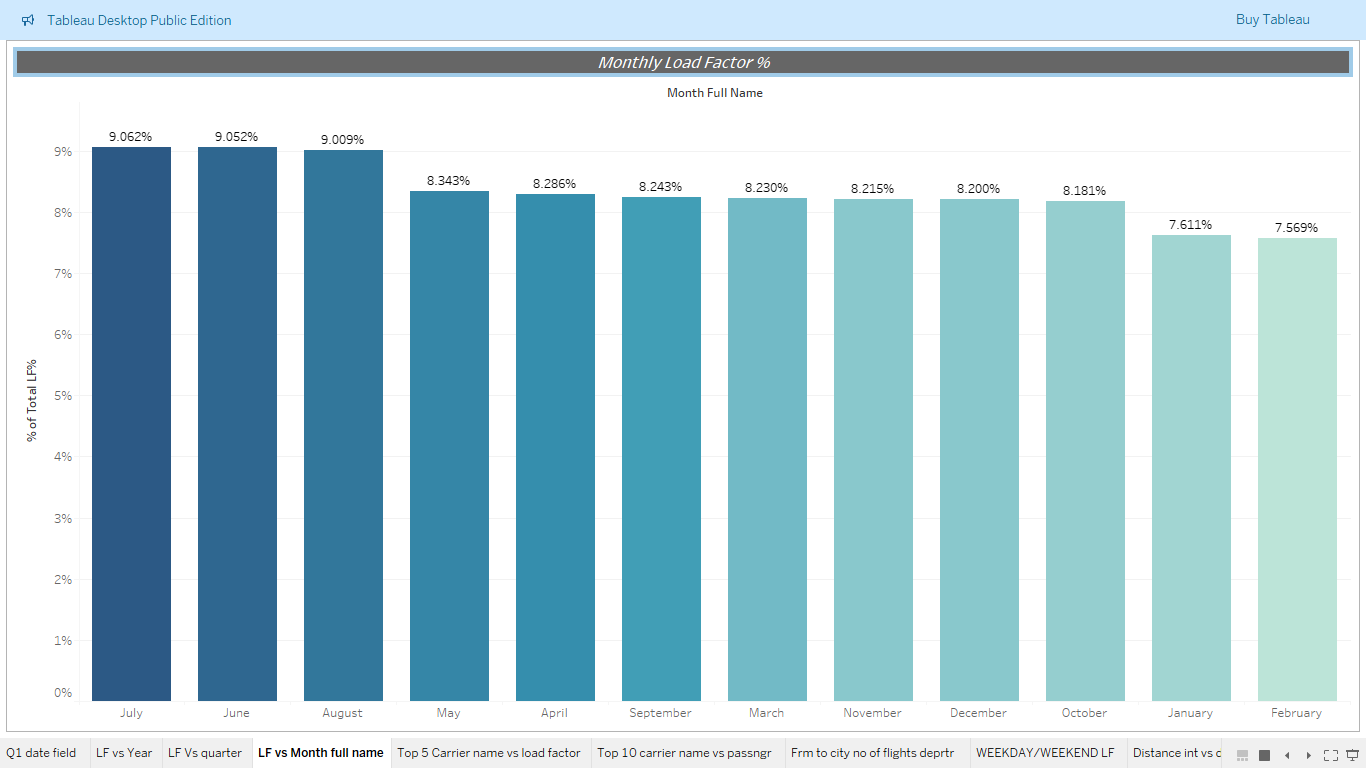 Tableau Desktop Public Edition
Buy Tableau
Monthly Load Factor %
Month Full Name
9.062%
9.052%
9.009%
8.343%
8.286%
8.243%
8.230%
8.215%
8.200%
8.181%
7.611%
7.569%
9%
8%
7%
6%
5%
4%
3%
2%
1%
0%
% of Total LF%
July
June
August
May
April
September
March
November
December
October
January
February
Q1 date field
LF vs Year
LF Vs quarter
LF vs Month full name
Top 5 Carrier name vs load factor
Top 10 carrier name vs passngr
Frm to city no of flights deprtr
WEEKDAY/WEEKEND LF
Distance int vs